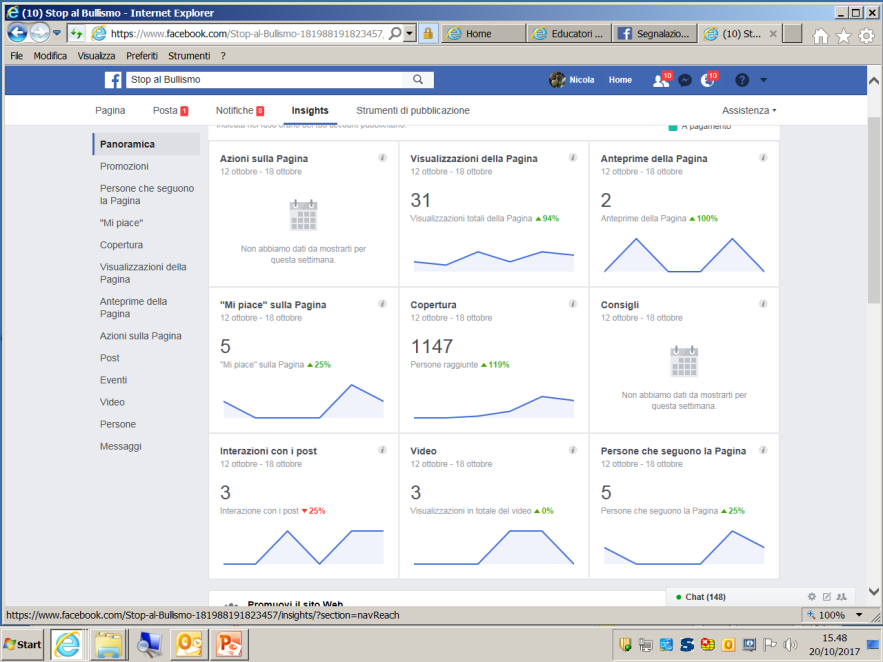 (10) Stop al Bullismo - Internet Explorer
https://www.facebook.com/Stop-al-Bullismo-181988191823457,
Home
Educatori ...
Segnalazio...
(10) St...
File Modifica Visualizza Preferiti Strumenti ?
Stop al Bullismo
Nicola Home 10 10
Pagina Posta 1 Notifiche 8 Insights Strumenti di pubblicazione Assistenza
A pagamento
Panoramica
Promozioni
Persone che seguono
la Pagina
"Mi piace"
Copertura
Visualizzazioni della
Pagina
Anteprime della
Pagina
Azioni sulla Pagina
Post
Eventi
Video
Persone
Messaggi
Azioni sulla Pagina
12 ottobre - 18 ottobre
Non abbiamo dati da mostrarti per
questa settimana.
Visualizzazioni della Pagina
12 ottobre - 18 ottobre
31
Visualizzazioni totali della Pagina ▲94%
Anteprime della Pagina
12 ottobre - 18 ottobre
2
Anteprime della Pagina ▲100%
"Mi piace" sulla Pagina
12 ottobre - 18 ottobre
5
"Mi piace" sulla Pagina ▲25%
Copertura
12 ottobre - 18 ottobre
1147
Persone raggiunte ▲119%
Consigli
12 ottobre - 18 ottobre
Non abbiamo dati da mostrarti per
questa settimana.
Interazioni con i post
12 ottobre - 18 ottobre
3
Interazione con i post ▼25%
Video
12 ottobre - 18 ottobre
3
Visualizzazioni in totale del video ▲0%
Persone che seguono la Pagina
12 ottobre - 18 ottobre
5
Persone che seguono la Pagina ▲25%
Promuovi il sito Web
Chat (148)
https://www.facebook.com/Stop-al-Bullismo-181988191823457/insights/?section=navReach
100%
Start
15.48
20/10/2017